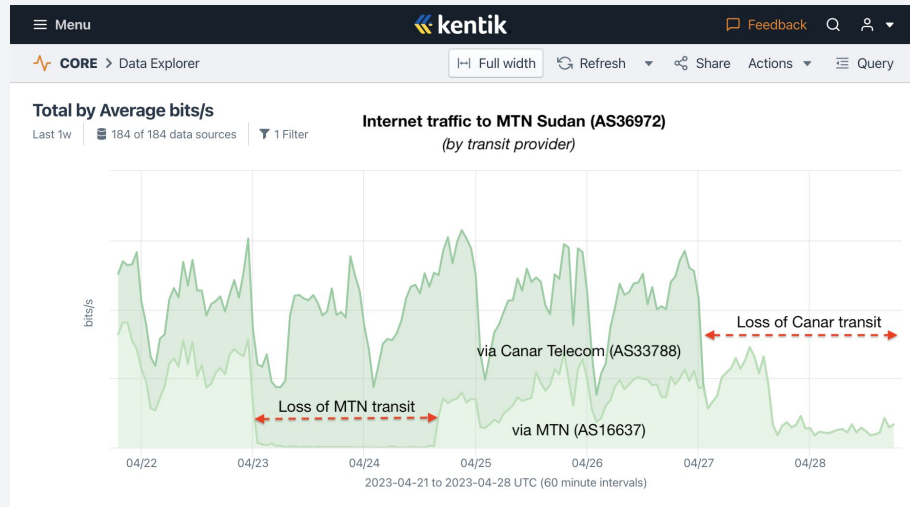 Menu
kentik
Feedback
CORE > Data Explorer
Full width
Refresh
Share
Actions
Query
Total by Average bits/s
Last 1w
184 of 184 data sources
1 Filter
Internet traffic to MTN Sudan (AS36972)
(by transit provider)
bits/s
Loss of Canar transit
via Canar Telecom (AS33788)
Loss of MTN transit
via MTN (AS16637)
04/22 04/23 04/24 04/25 04/26 04/27 04/28
2023-04-21 to 2023-04-28 UTC (60 minute intervals)